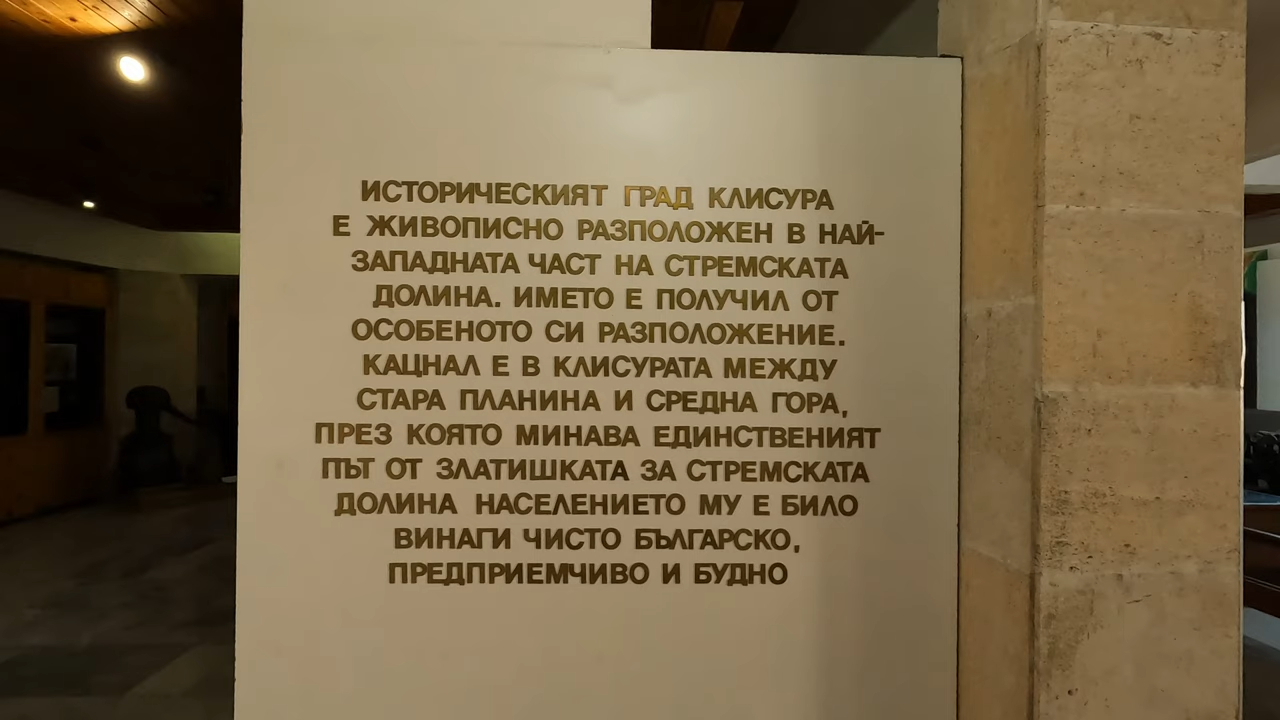 ИСТОРИЧЕСКИЯТ ГРАД КЛИСУРА
Е ЖИВОПИСНО РАЗПОЛОЖЕН В НАЙ-
ЗАПАДНАТА ЧАСТ НА СТРЕМСКАТА
ДОЛИНА. ИМЕТО Е ПОЛУЧИЛ ОТ
ОСОБЕНОТО СИ РАЗПОЛОЖЕНИЕ.
КАЦНАЛ Е В КЛИСУРАТА МЕЖДУ
СТАРА ПЛАНИНА И СРЕДНА ГОРА,
ПРЕЗ КОЯТО МИНАВА ЕДИНСТВЕНИЯТ
ПЪТ ОТ ЗЛАТИШКАТА ЗА СТРЕМСКАТА
ДОЛИНА НАСЕЛЕНИЕТО МУ Е БИЛО
ВИНАГИ ЧИСТО БЪЛГАРСКО,
ПРЕДПРИЕМЧИВО И БУДНО